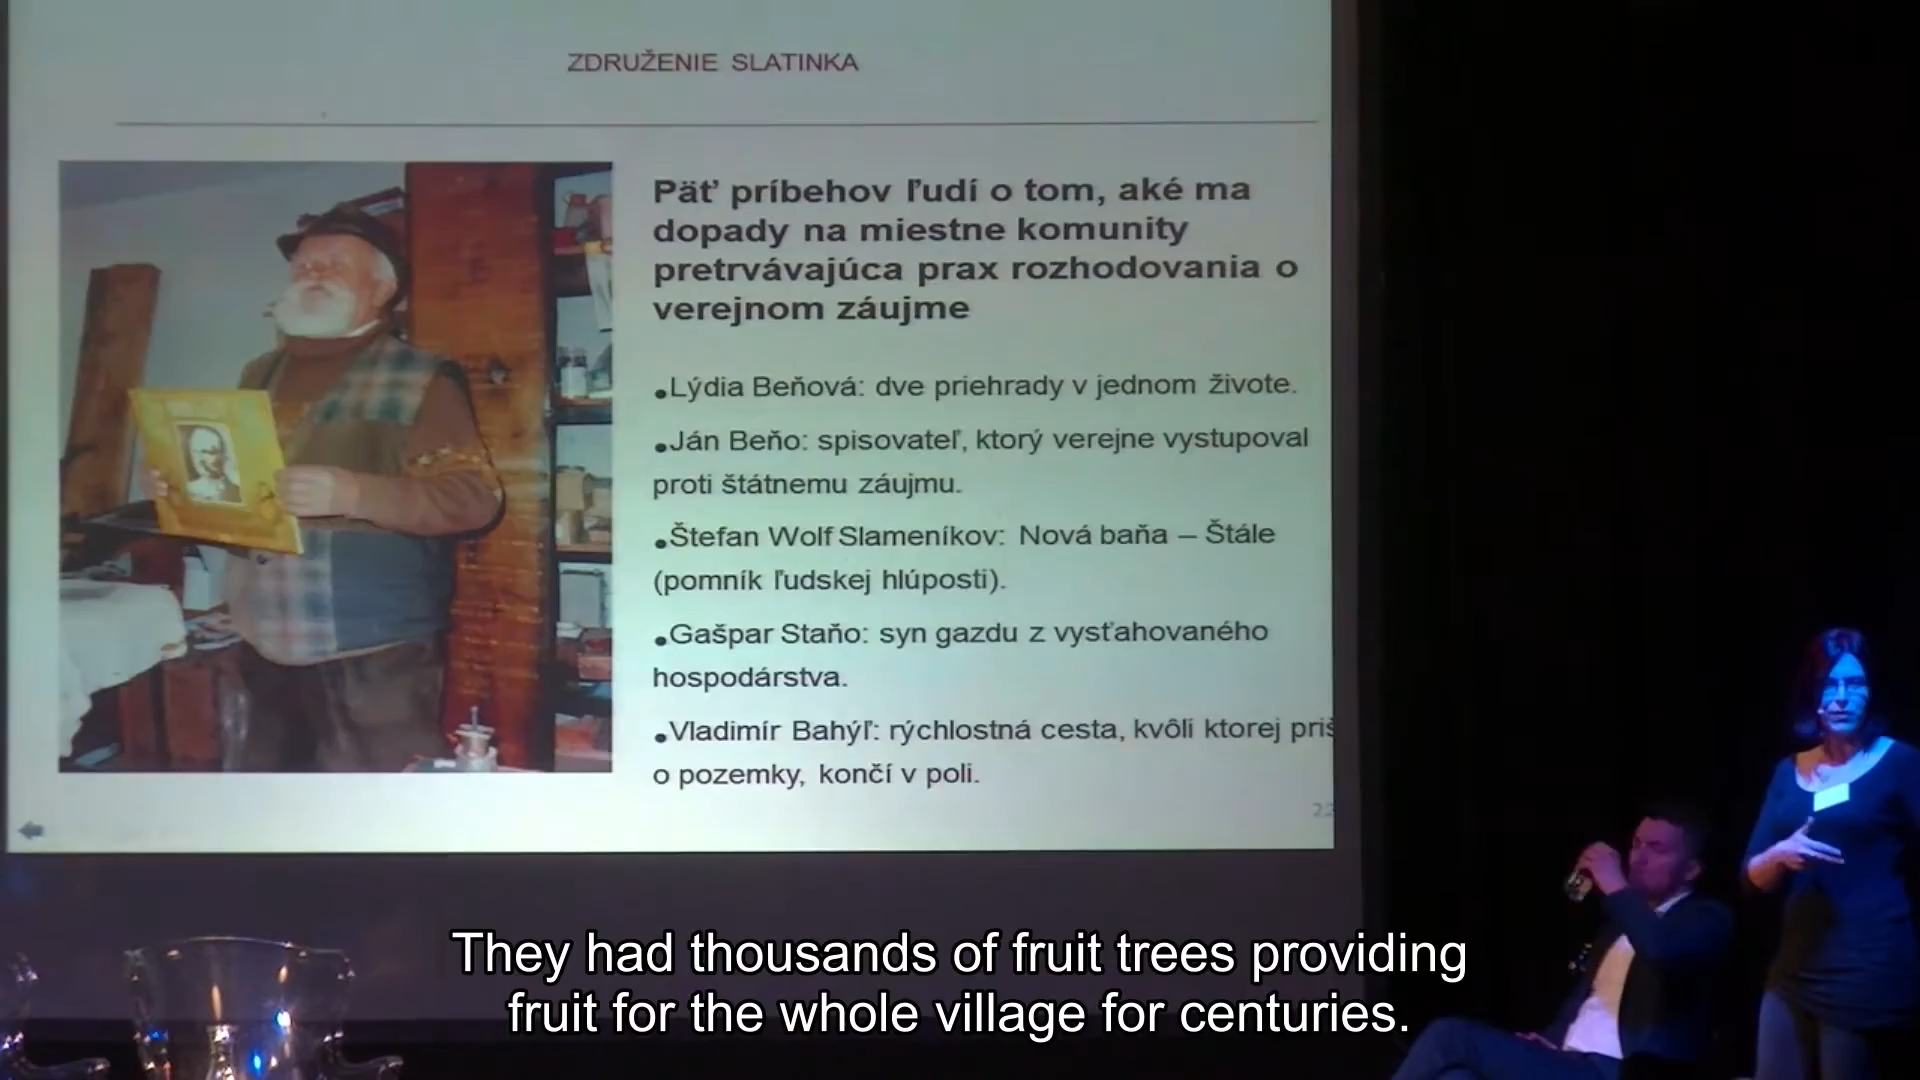 ZDRUŽENIE SLATINKA
Päť príbehov ľudí o tom, aké ma
dopady na miestne komunity
pretrvávajúca prax rozhodovania o
verejnom záujme
•Lýdia Beňová: dve priehrady v jednom živote.
•Ján Beňo: spisovateľ, ktorý verejne vystupoval
proti štátnemu záujmu.
•Štefan Wolf Slameníkov: Nová baňa – Štále
(pomník ľudskej hlúposti).
•Gašpar Staňo: syn gazdu z vysťahovaného
hospodárstva.
•Vladimír Bahýľ: rýchlostná cesta, kvôli ktorej priš
o pozemky, končí v poli.
22
They had thousands of fruit trees providing
fruit for the whole village for centuries.